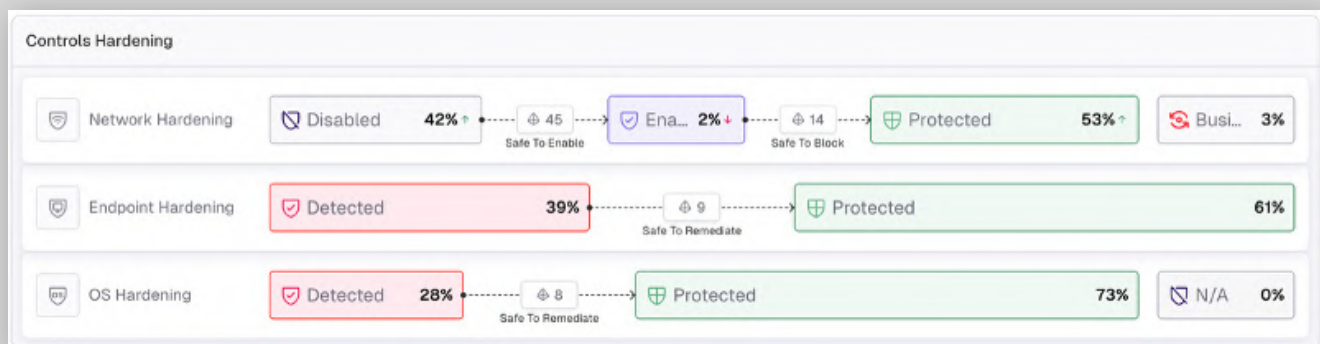 Controls Hardening
Network Hardening Disabled 42% ↑ 45 Ena... 2% ↓ 14 Protected 53% ↑ Busi... 3%
Safe To Enable Safe To Block
Endpoint Hardening Detected 39% 9 Protected 61%
Safe To Remediate
OS OS Hardening Detected 28% 8 Protected 73% N/A 0%
Safe To Remediate